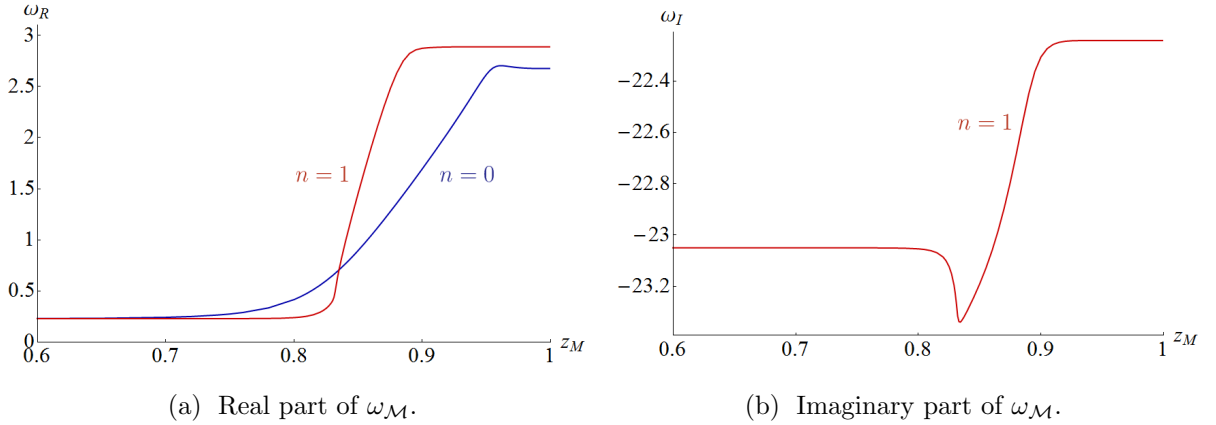 ω_R
3
2.5
2
1.5
1
0.5
0
n = 1
n = 0
0.6 0.7 0.8 0.9 1 z_M
(a) Real part of ω_ℳ.
ω_I
−22.4
−22.6
−22.8
−23
−23.2
n = 1
0.6 0.7 0.8 0.9 1 z_M
(b) Imaginary part of ω_ℳ.